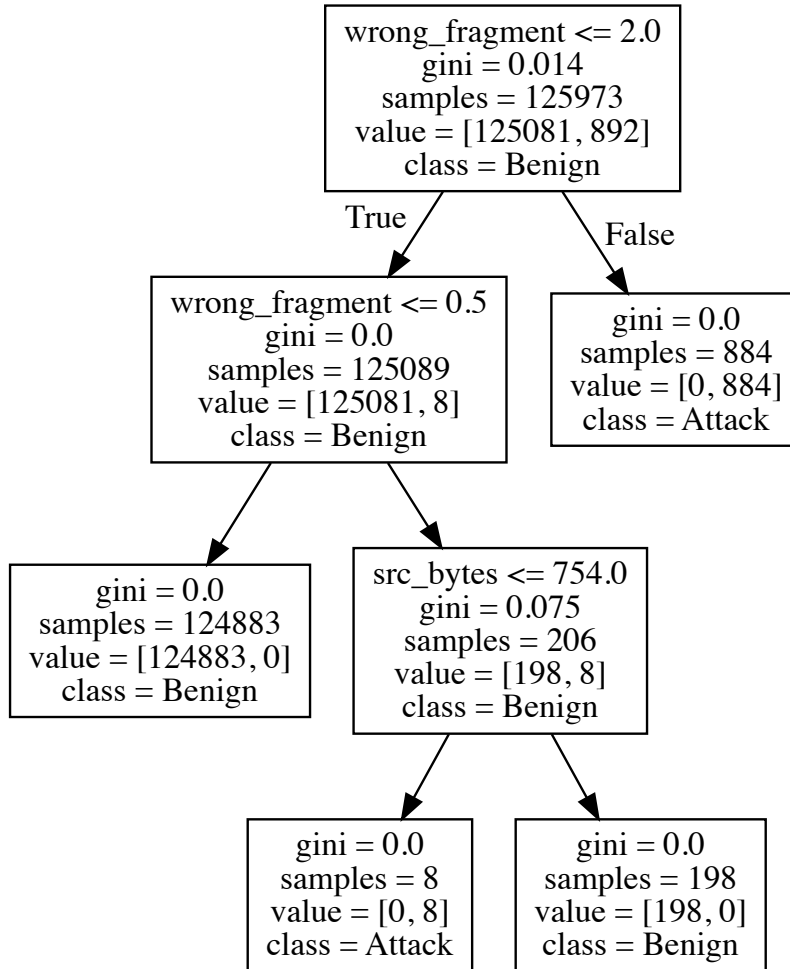 wrong_fragment <= 2.0
gini = 0.014
samples = 125973
value = [125081, 892]
class = Benign
True
False
wrong_fragment <= 0.5
gini = 0.0
samples = 125089
value = [125081, 8]
class = Benign
gini = 0.0
samples = 884
value = [0, 884]
class = Attack
gini = 0.0
samples = 124883
value = [124883, 0]
class = Benign
src_bytes <= 754.0
gini = 0.075
samples = 206
value = [198, 8]
class = Benign
gini = 0.0
samples = 8
value = [0, 8]
class = Attack
gini = 0.0
samples = 198
value = [198, 0]
class = Benign